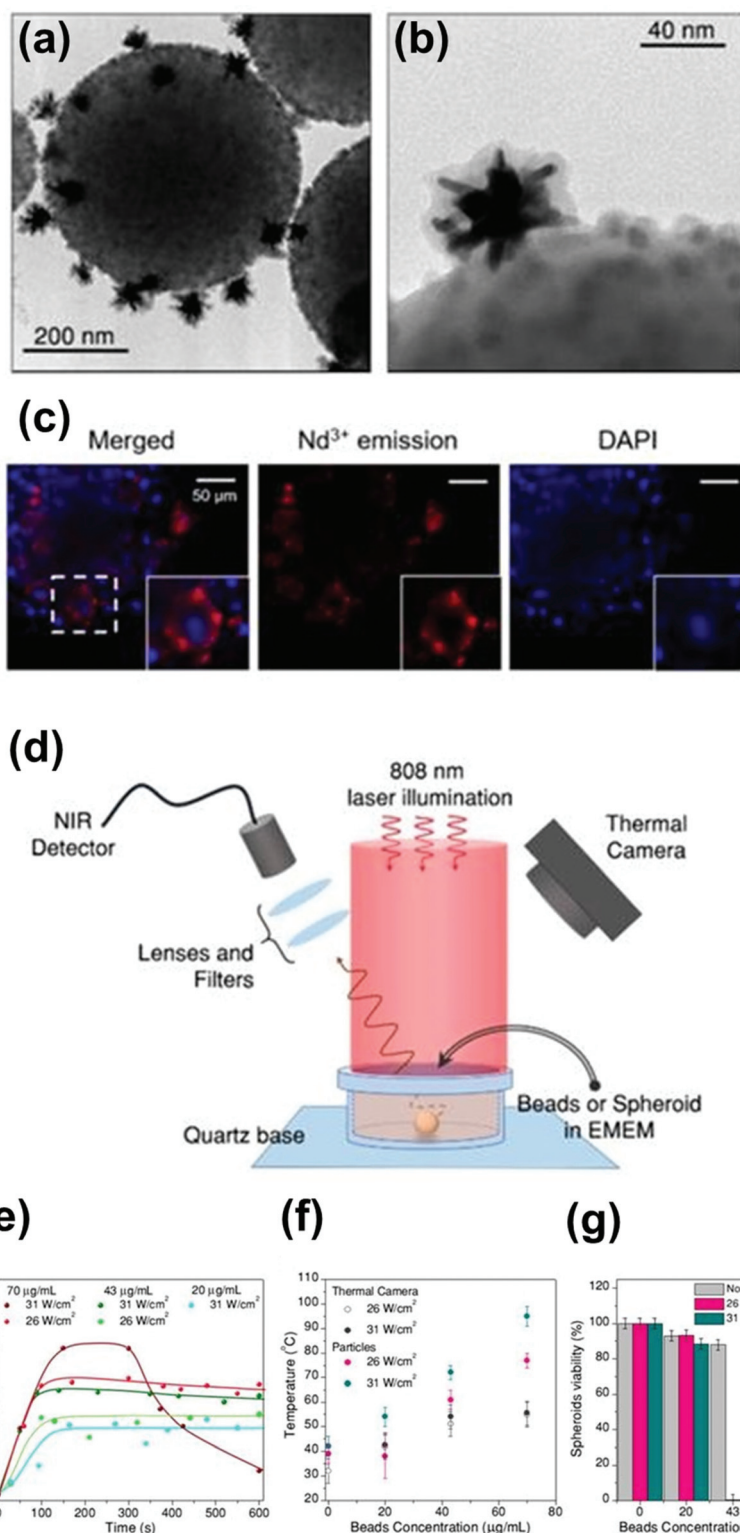 (a)
200 nm
(b)
40 nm
(c)
Merged
Nd³⁺ emission
DAPI
50 µm
(d)
808 nm
laser illumination
NIR
Detector
Thermal
Camera
Lenses and
Filters
Beads or Spheroid
in EMEM
Quartz base
e)
70 µg/mL 43 µg/mL 20 µg/mL
31 W/cm² 31 W/cm² 31 W/cm²
26 W/cm² 26 W/cm²
0 100 200 300 400 500 600
Time (s)
(f)
Temperature (°C)
110
100
90
80
70
60
50
40
30
20
Thermal Camera
26 W/cm²
31 W/cm²
Particles
26 W/cm²
31 W/cm²
0 20 40 60 80
Beads Concentration (µg/mL)
(g)
Spheroids viability (%)
120
100
80
60
40
20
0
No
26
31
0 20 43
Beads Concentration